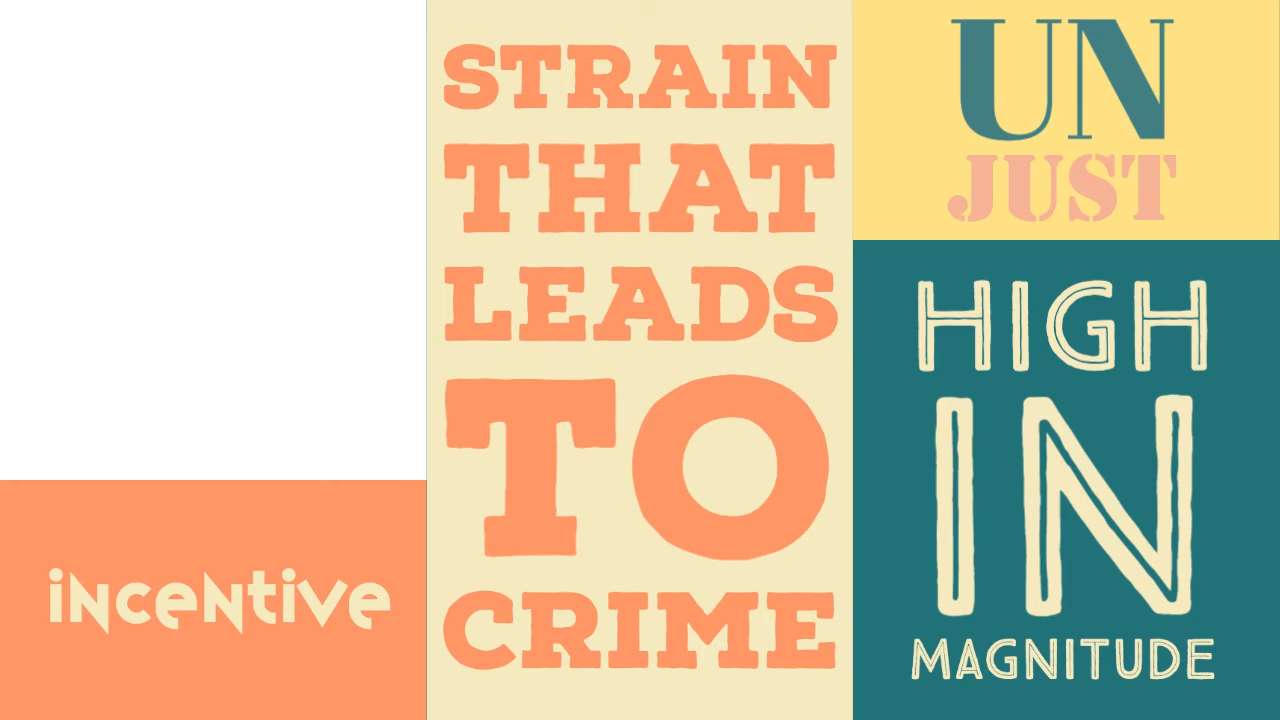 incentive
STRAIN
THAT
LEADS
TO
CRIME
UN
JUST
HIGH
IN
MAGNITUDE